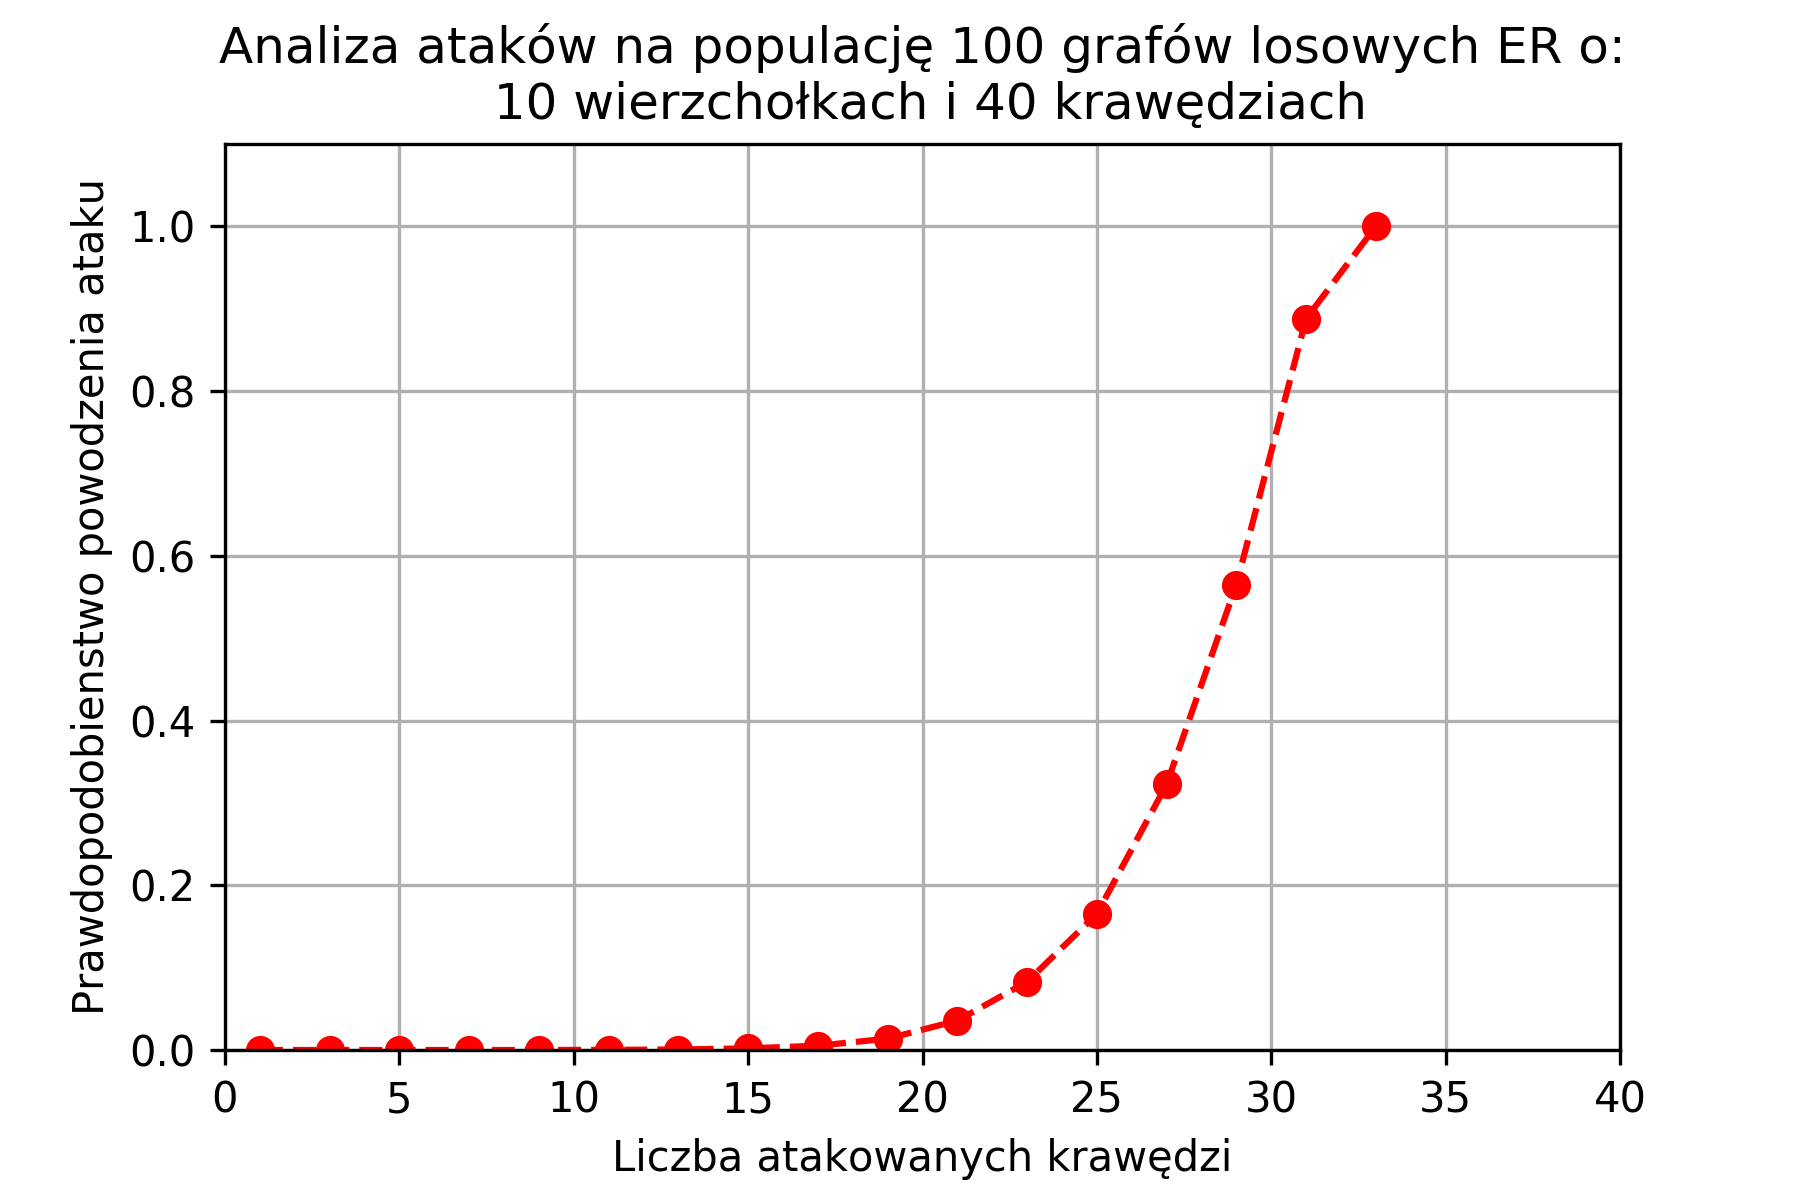 Analiza ataków na populację 100 grafów losowych ER o:
10 wierzchołkach i 40 krawędziach
Prawdopodobienstwo powodzenia ataku
1.0
0.8
0.6
0.4
0.2
0.0
0 5 10 15 20 25 30 35 40
Liczba atakowanych krawędzi